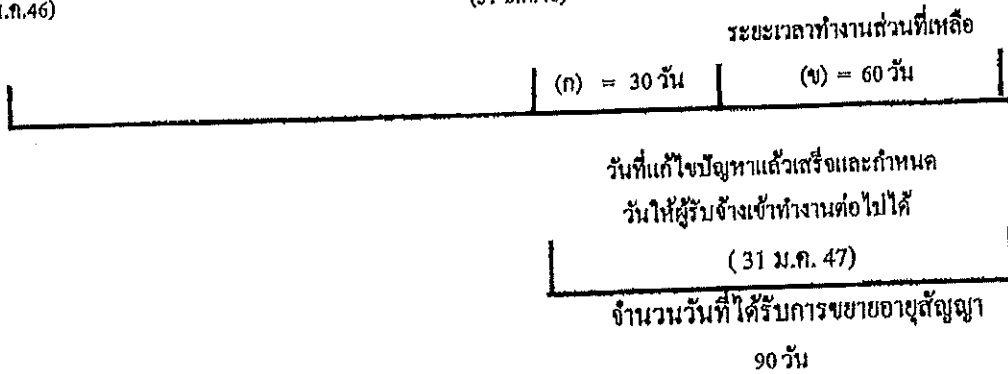 ระยะเวลาทำงานส่วนที่เหลือ
(ก) = 30 วัน (ข) = 60 วัน
วันที่แก้ไขปัญหาแล้วเสร็จและกำหนด
วันให้ผู้รับจ้างเข้าทำงานต่อไปได้
( 31 ม.ค. 47)
จำนวนวันที่ได้รับการขยายอายุสัญญา
90 วัน